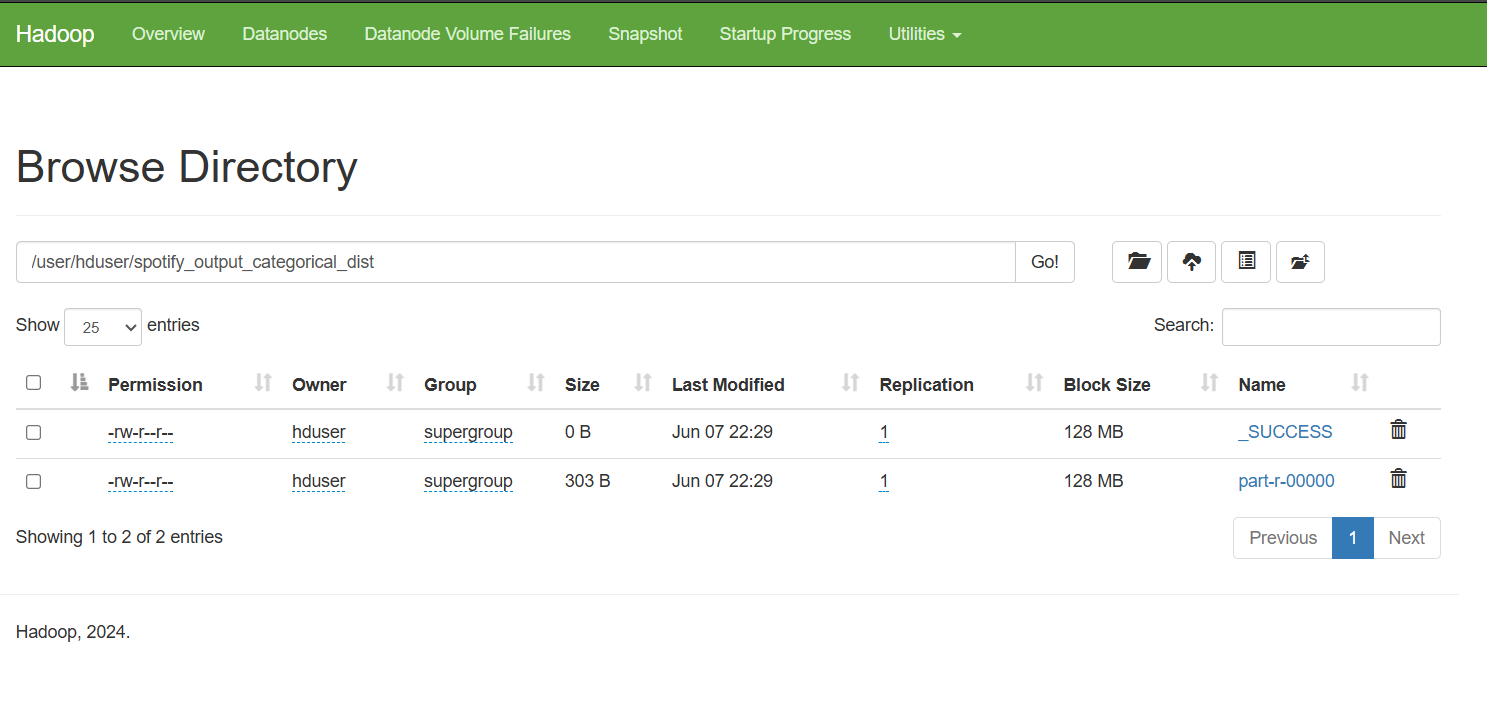 Hadoop Overview Datanodes Datanode Volume Failures Snapshot Startup Progress Utilities
Browse Directory
/user/hduser/spotify_output_categorical_dist Go!
Show 25 entries Search:
Permission Owner Group Size Last Modified Replication Block Size Name
-rw-r--r-- hduser supergroup 0 B Jun 07 22:29 1 128 MB _SUCCESS
-rw-r--r-- hduser supergroup 303 B Jun 07 22:29 1 128 MB part-r-00000
Showing 1 to 2 of 2 entries Previous 1 Next
Hadoop, 2024.